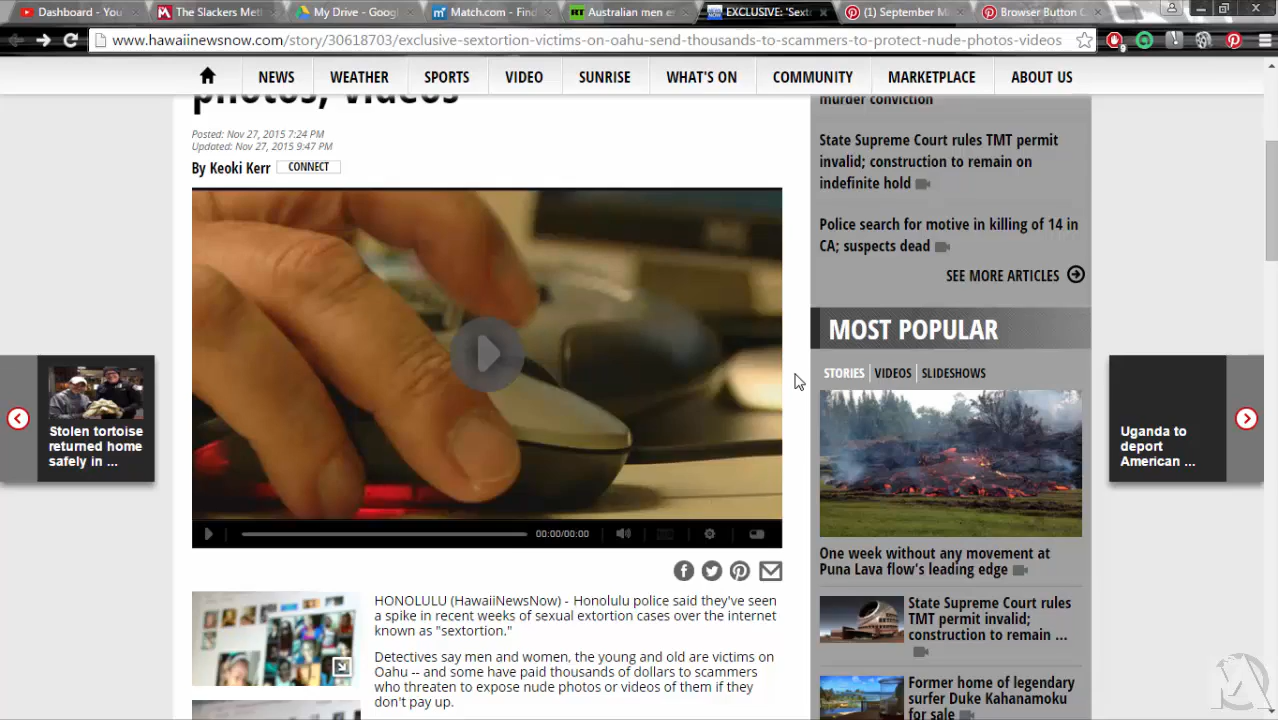 Dashboard - You
The Slackers Met
My Drive - Googl
Match.com - Find
Australian men e
EXCLUSIVE: 'Sext
(1) September M
Browser Button C
www.hawaiinewsnow.com/story/30618703/exclusive-sextortion-victims-on-oahu-send-thousands-to-scammers-to-protect-nude-photos-videos
9
NEWS
WEATHER
SPORTS
VIDEO
SUNRISE
WHAT'S ON
COMMUNITY
MARKETPLACE
ABOUT US
photos, videos
Posted: Nov 27, 2015 7:24 PM
Updated: Nov 27, 2015 9:47 PM
By Keoki Kerr CONNECT
00:00/00:00
HONOLULU (HawaiiNewsNow) - Honolulu police said they've seen
a spike in recent weeks of sexual extortion cases over the internet
known as "sextortion."
Detectives say men and women, the young and old are victims on
Oahu -- and some have paid thousands of dollars to scammers
who threaten to expose nude photos or videos of them if they
don't pay up.
murder conviction
State Supreme Court rules TMT permit
invalid; construction to remain on
indefinite hold
Police search for motive in killing of 14 in
CA; suspects dead
SEE MORE ARTICLES
MOST POPULAR
STORIES
VIDEOS
SLIDESHOWS
One week without any movement at
Puna Lava flow's leading edge
State Supreme Court rules
TMT permit invalid;
construction to remain ...
Former home of legendary
surfer Duke Kahanamoku
for sale
Stolen tortoise
returned home
safely in ...
Uganda to
deport
American ...